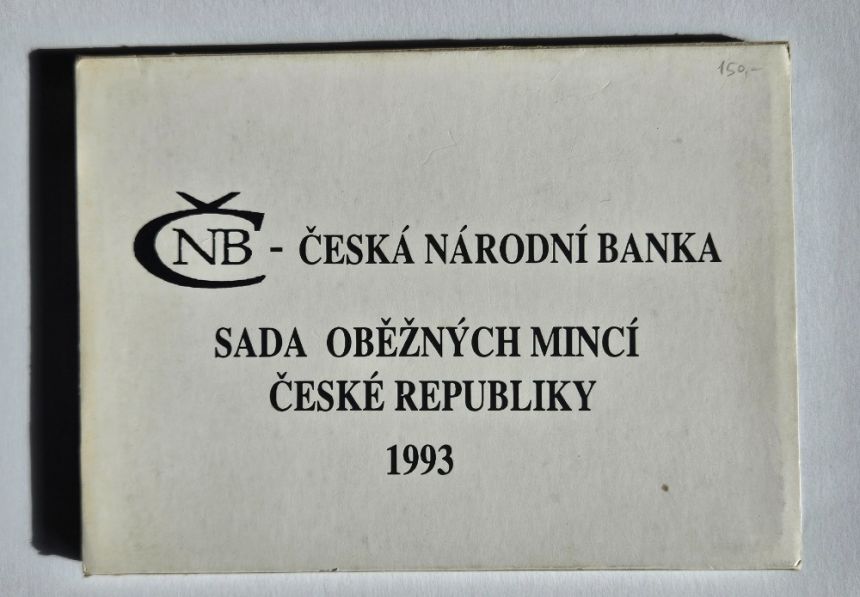 150,-
ČNB - ČESKÁ NÁRODNÍ BANKA
SADA OBĚŽNÝCH MINCÍ
ČESKÉ REPUBLIKY
1993